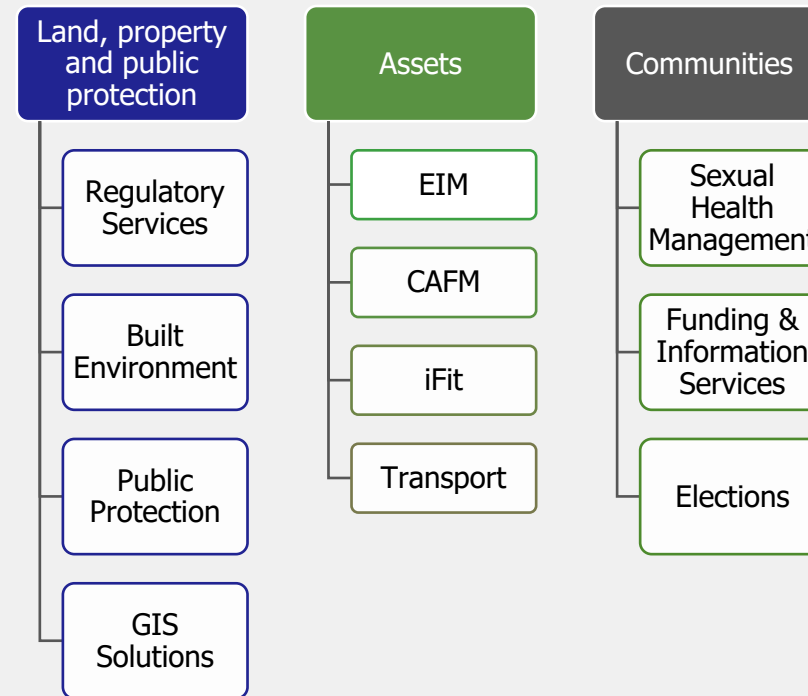 Land, property
and public
protection
Regulatory
Services
Built
Environment
Public
Protection
GIS
Solutions
Assets
EIM
CAFM
iFit
Transport
Communities
Sexual
Health
Management
Funding &
Information
Services
Elections